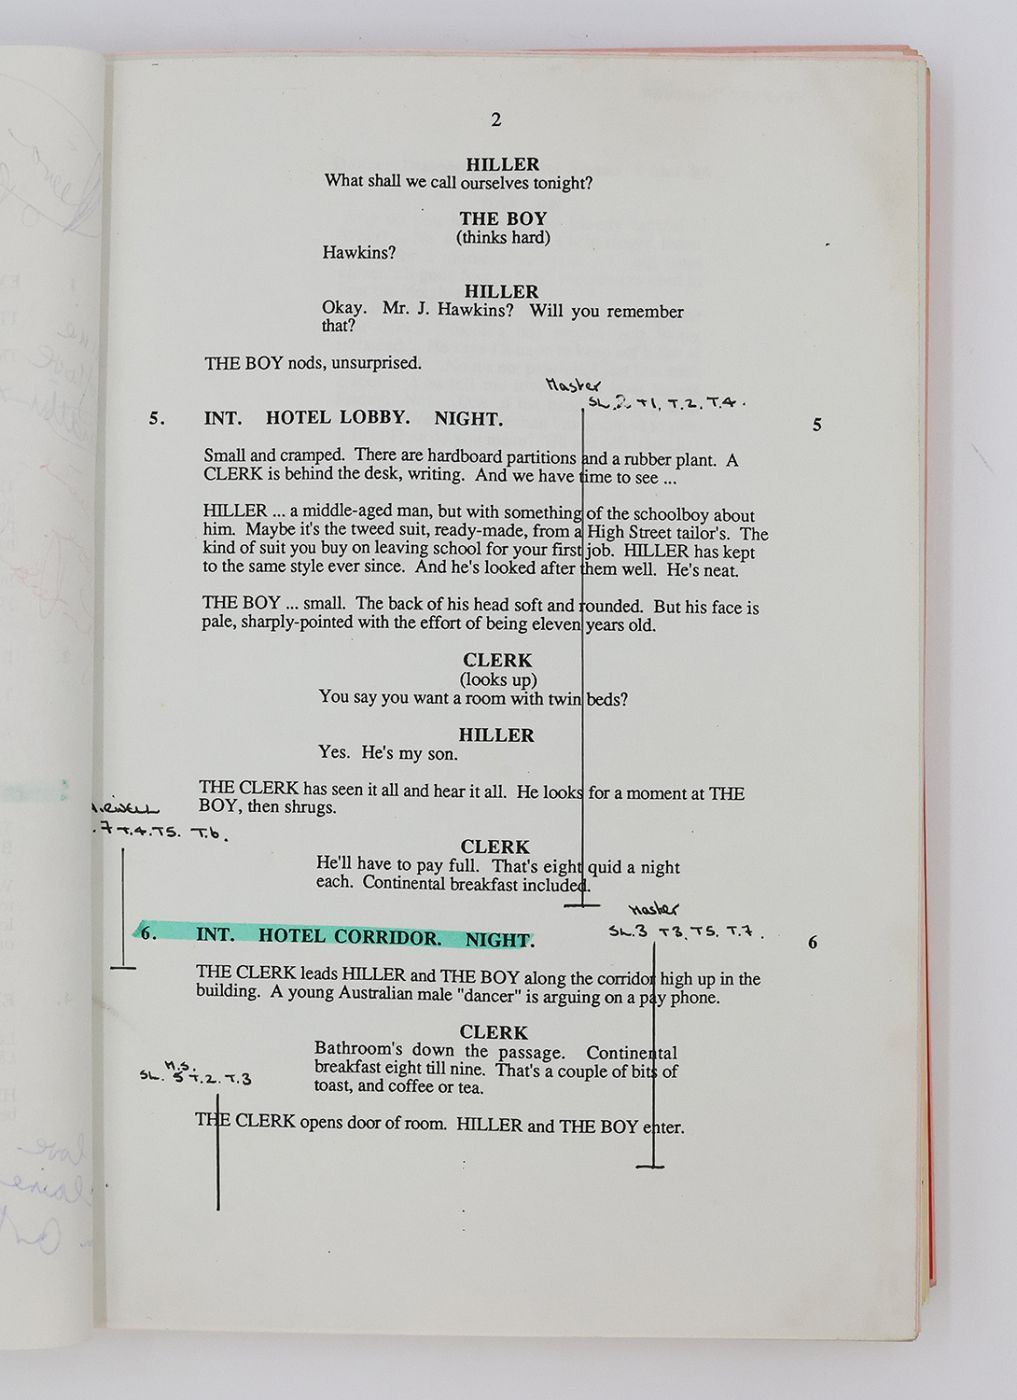 2
HILLER
What shall we call ourselves tonight?
THE BOY
(thinks hard)
Hawkins?
HILLER
Okay. Mr. J. Hawkins? Will you remember
that?
THE BOY nods, unsurprised.
Master
SL.2 T1, T.2. T.4.
5. INT. HOTEL LOBBY. NIGHT. 5
Small and cramped. There are hardboard partitions and a rubber plant. A
CLERK is behind the desk, writing. And we have time to see ...
HILLER ... a middle-aged man, but with something of the schoolboy about
him. Maybe it's the tweed suit, ready-made, from a High Street tailor's. The
kind of suit you buy on leaving school for your first job. HILLER has kept
to the same style ever since. And he's looked after them well. He's neat.
THE BOY ... small. The back of his head soft and rounded. But his face is
pale, sharply-pointed with the effort of being eleven years old.
CLERK
(looks up)
You say you want a room with twin beds?
HILLER
Yes. He's my son.
THE CLERK has seen it all and hear it all. He looks for a moment at THE
BOY, then shrugs.
.7 T.4. T5. T.6.
CLERK
He'll have to pay full. That's eight quid a night
each. Continental breakfast included.
Master
SL.3 T3, T5, T.7.
6. INT. HOTEL CORRIDOR. NIGHT. 6
THE CLERK leads HILLER and THE BOY along the corridor high up in the
building. A young Australian male "dancer" is arguing on a pay phone.
CLERK
Bathroom's down the passage. Continental
breakfast eight till nine. That's a couple of bits of
toast, and coffee or tea.
M.S.
SL. 5 T.2. T.3
THE CLERK opens door of room. HILLER and THE BOY enter.